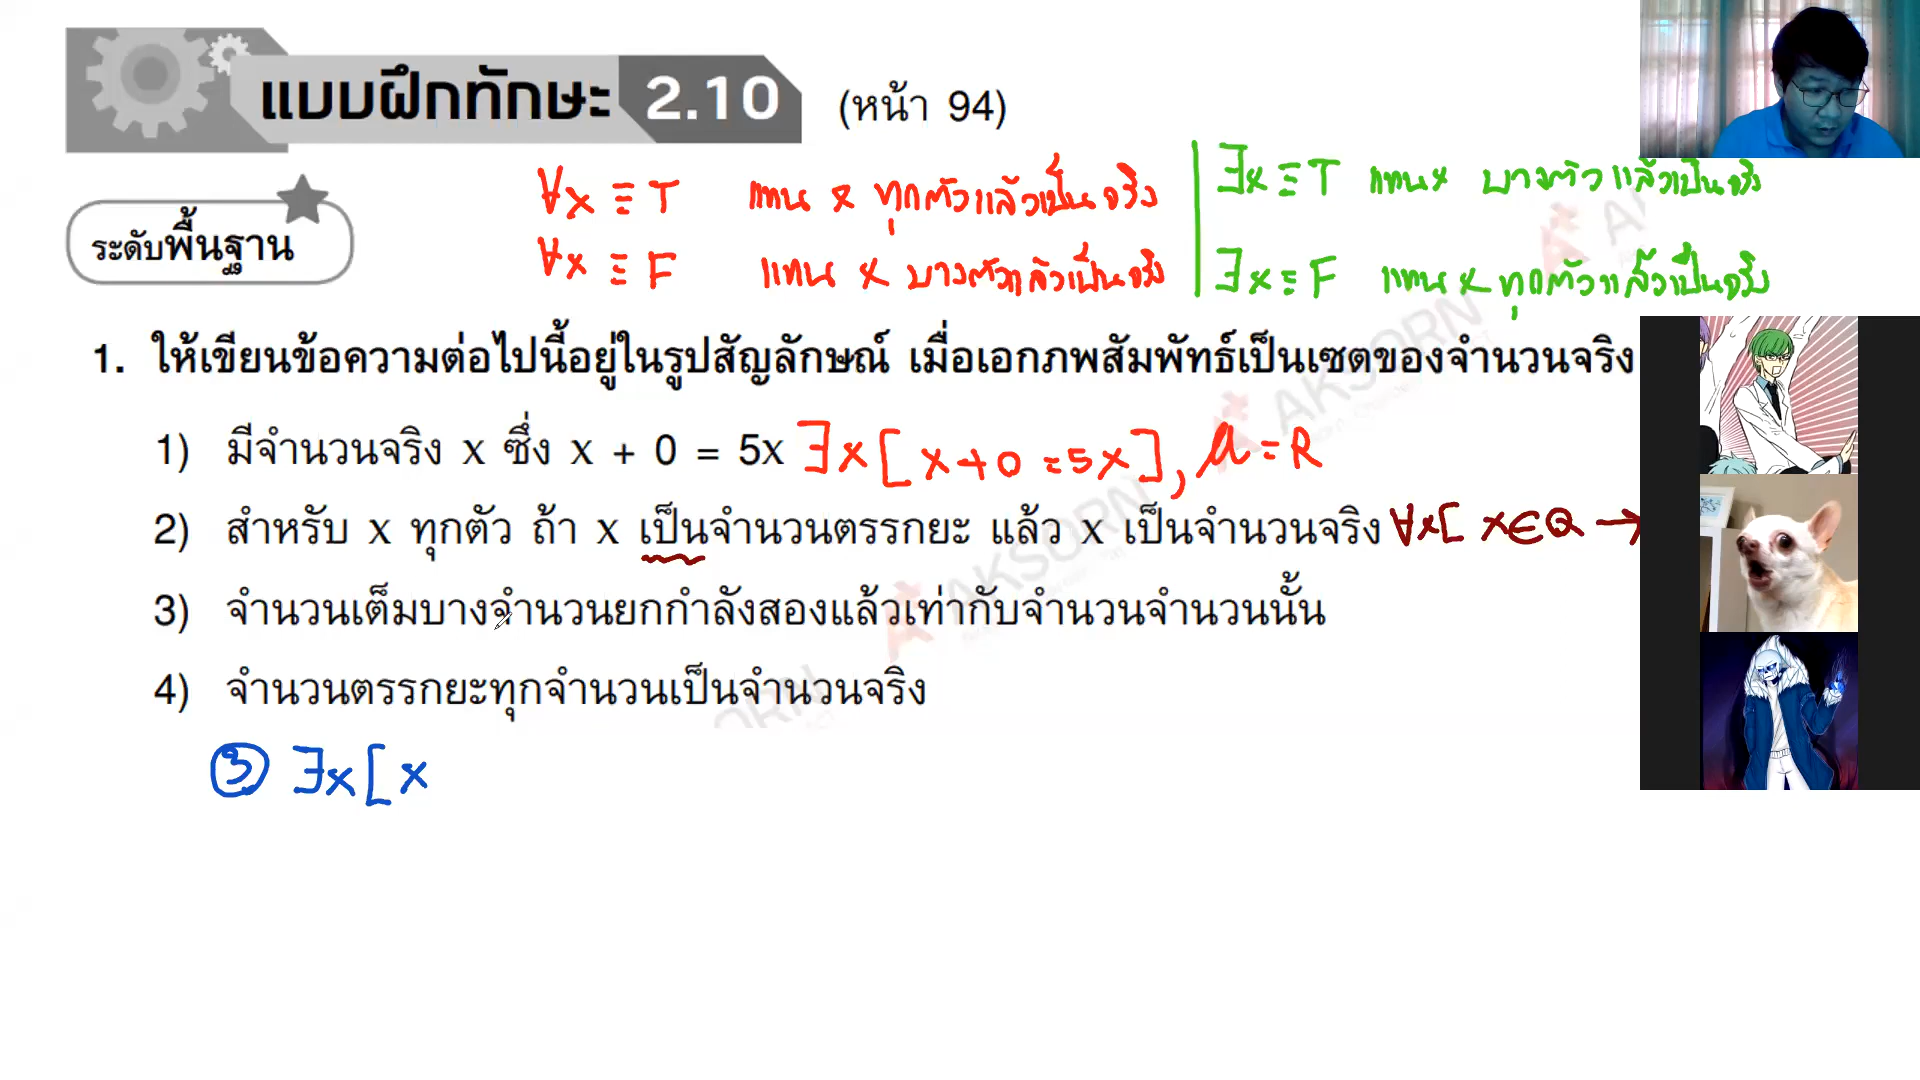 แบบฝึกทักษะ 2.10 (หน้า 94)
ระดับพื้นฐาน
∀x ≡ T แทน x ทุกตัวแล้วเป็นจริง
∀x ≡ F แทน x บางตัวแล้วเป็นจริง
∃x ≡ T แทน x บางตัวแล้วเป็นจริง
∃x ≡ F แทน x ทุกตัวแล้วเป็นจริง
1. ให้เขียนข้อความต่อไปนี้อยู่ในรูปสัญลักษณ์ เมื่อเอกภพสัมพัทธ์เป็นเซตของจำนวนจริง
1) มีจำนวนจริง x ซึ่ง x + 0 = 5x ∃x [x+0 = 5x], U = R
2) สำหรับ x ทุกตัว ถ้า x เป็นจำนวนตรรกยะ แล้ว x เป็นจำนวนจริง ∀x[ x∈Q →
3) จำนวนเต็มบางจำนวนยกกำลังสองแล้วเท่ากับจำนวนจำนวนนั้น
4) จำนวนตรรกยะทุกจำนวนเป็นจำนวนจริง
③ ∃x [ x
AKSORN
AKSORN
AKSORN